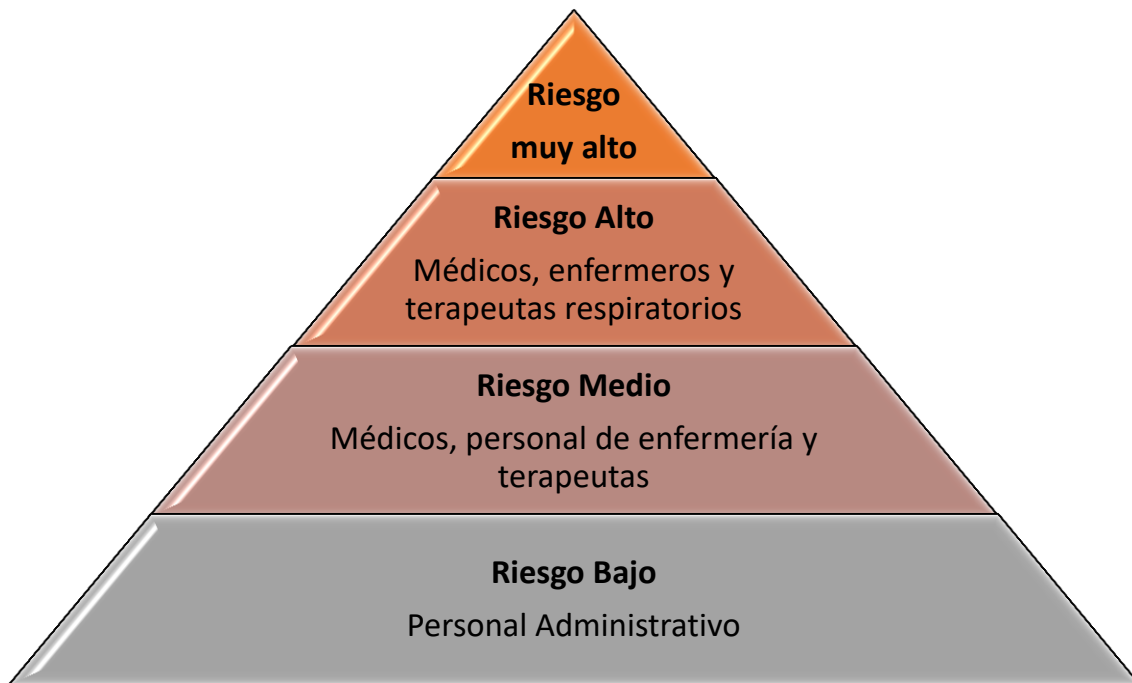 Riesgo
muy alto
Riesgo Alto
Médicos, enfermeros y
terapeutas respiratorios
Riesgo Medio
Médicos, personal de enfermería y
terapeutas
Riesgo Bajo
Personal Administrativo